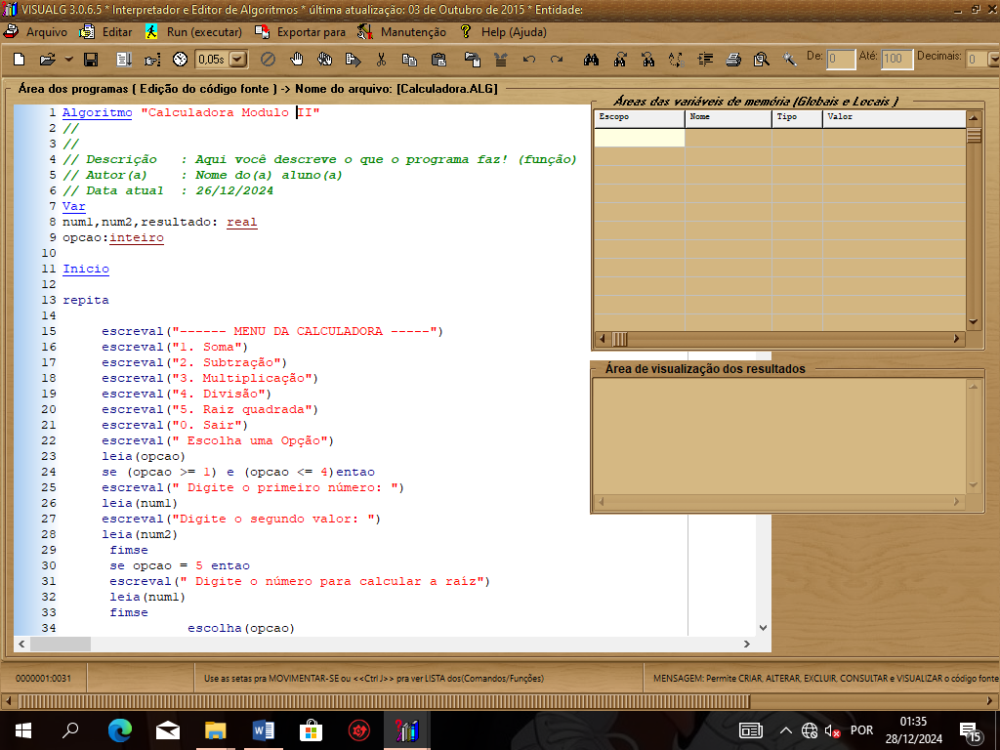 VISUALG 3.0.6.5 * Interpretador e Editor de Algoritmos * última atualização: 03 de Outubro de 2015 * Entidade:
Arquivo Editar Run (executar) Exportar para Manutenção Help (Ajuda)
0,05s De: 0 Até: 100 Decimais: 0
Área dos programas ( Edição do código fonte ) -> Nome do arquivo: [Calculadora.ALG]
1 Algoritmo "Calculadora Modulo II"
2 //
3 //
4 // Descrição : Aqui você descreve o que o programa faz! (função)
5 // Autor(a) : Nome do(a) aluno(a)
6 // Data atual : 26/12/2024
7 Var
8 num1,num2,resultado: real
9 opcao:inteiro
10
11 Inicio
12
13 repita
14
15 escreval("------ MENU DA CALCULADORA -----")
16 escreval("1. Soma")
17 escreval("2. Subtração")
18 escreval("3. Multiplicação")
19 escreval("4. Divisão")
20 escreval("5. Raiz quadrada")
21 escreval("0. Sair")
22 escreval(" Escolha uma Opção")
23 leia(opcao)
24 se (opcao >= 1) e (opcao <= 4)entao
25 escreval(" Digite o primeiro número: ")
26 leia(num1)
27 escreval("Digite o segundo valor: ")
28 leia(num2)
29 fimse
30 se opcao = 5 entao
31 escreval(" Digite o número para calcular a raíz")
32 leia(num1)
33 fimse
34 escolha(opcao)
Áreas das variáveis de memória (Globais e Locais )
Escopo Nome Tipo Valor
Área de visualização dos resultados
0000001:0031 Use as setas pra MOVIMENTAR-SE ou <<Ctrl J>> pra ver LISTA dos(Comandos/Funções) MENSAGEM: Permite CRIAR, ALTERAR, EXCLUIR, CONSULTAR e VISUALIZAR o código fonte
POR 01:35
28/12/2024 15